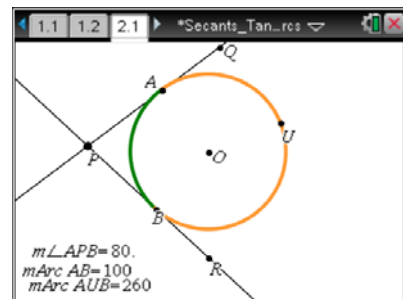 1.1 1.2 2.1 *Secants_Tan…rcs
Q
A
U
P
O
B
R
m∠APB=80.
mArc AB=100
mArc AUB=260